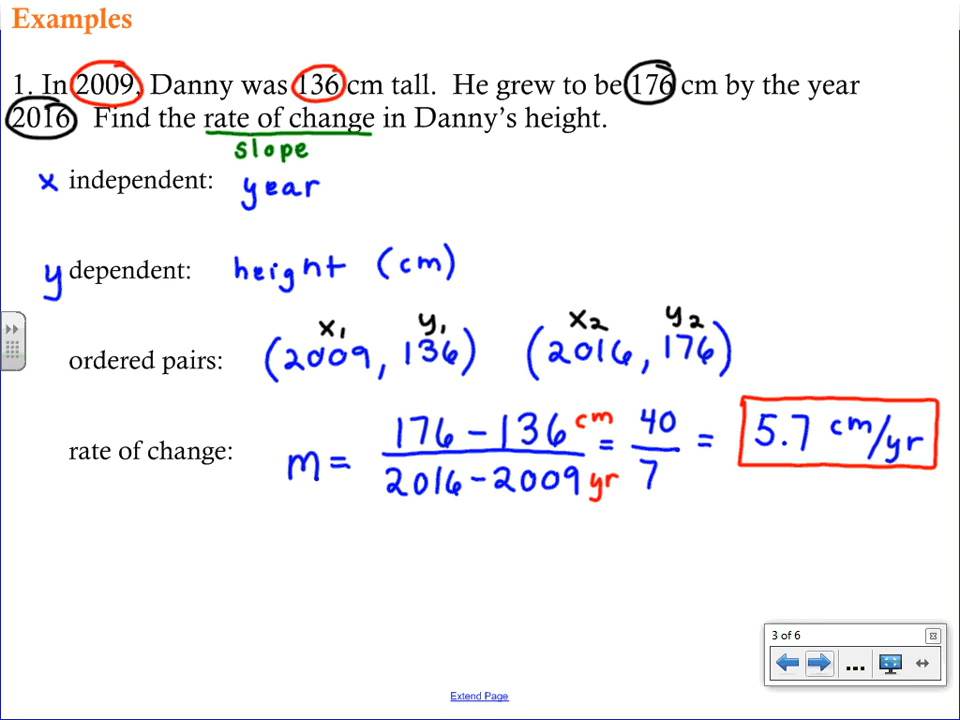 Examples
1. In 2009, Danny was 136 cm tall. He grew to be 176 cm by the year
2016. Find the rate of change in Danny's height.
slope
x independent: year
y dependent: height (cm)
x₁ y₁ x₂ y₂
ordered pairs: (2009, 136) (2016, 176)
176 - 136 cm 40
rate of change: m = = = 5.7 cm/yr
2016 - 2009 yr 7
3 of 6
...
Extend Page